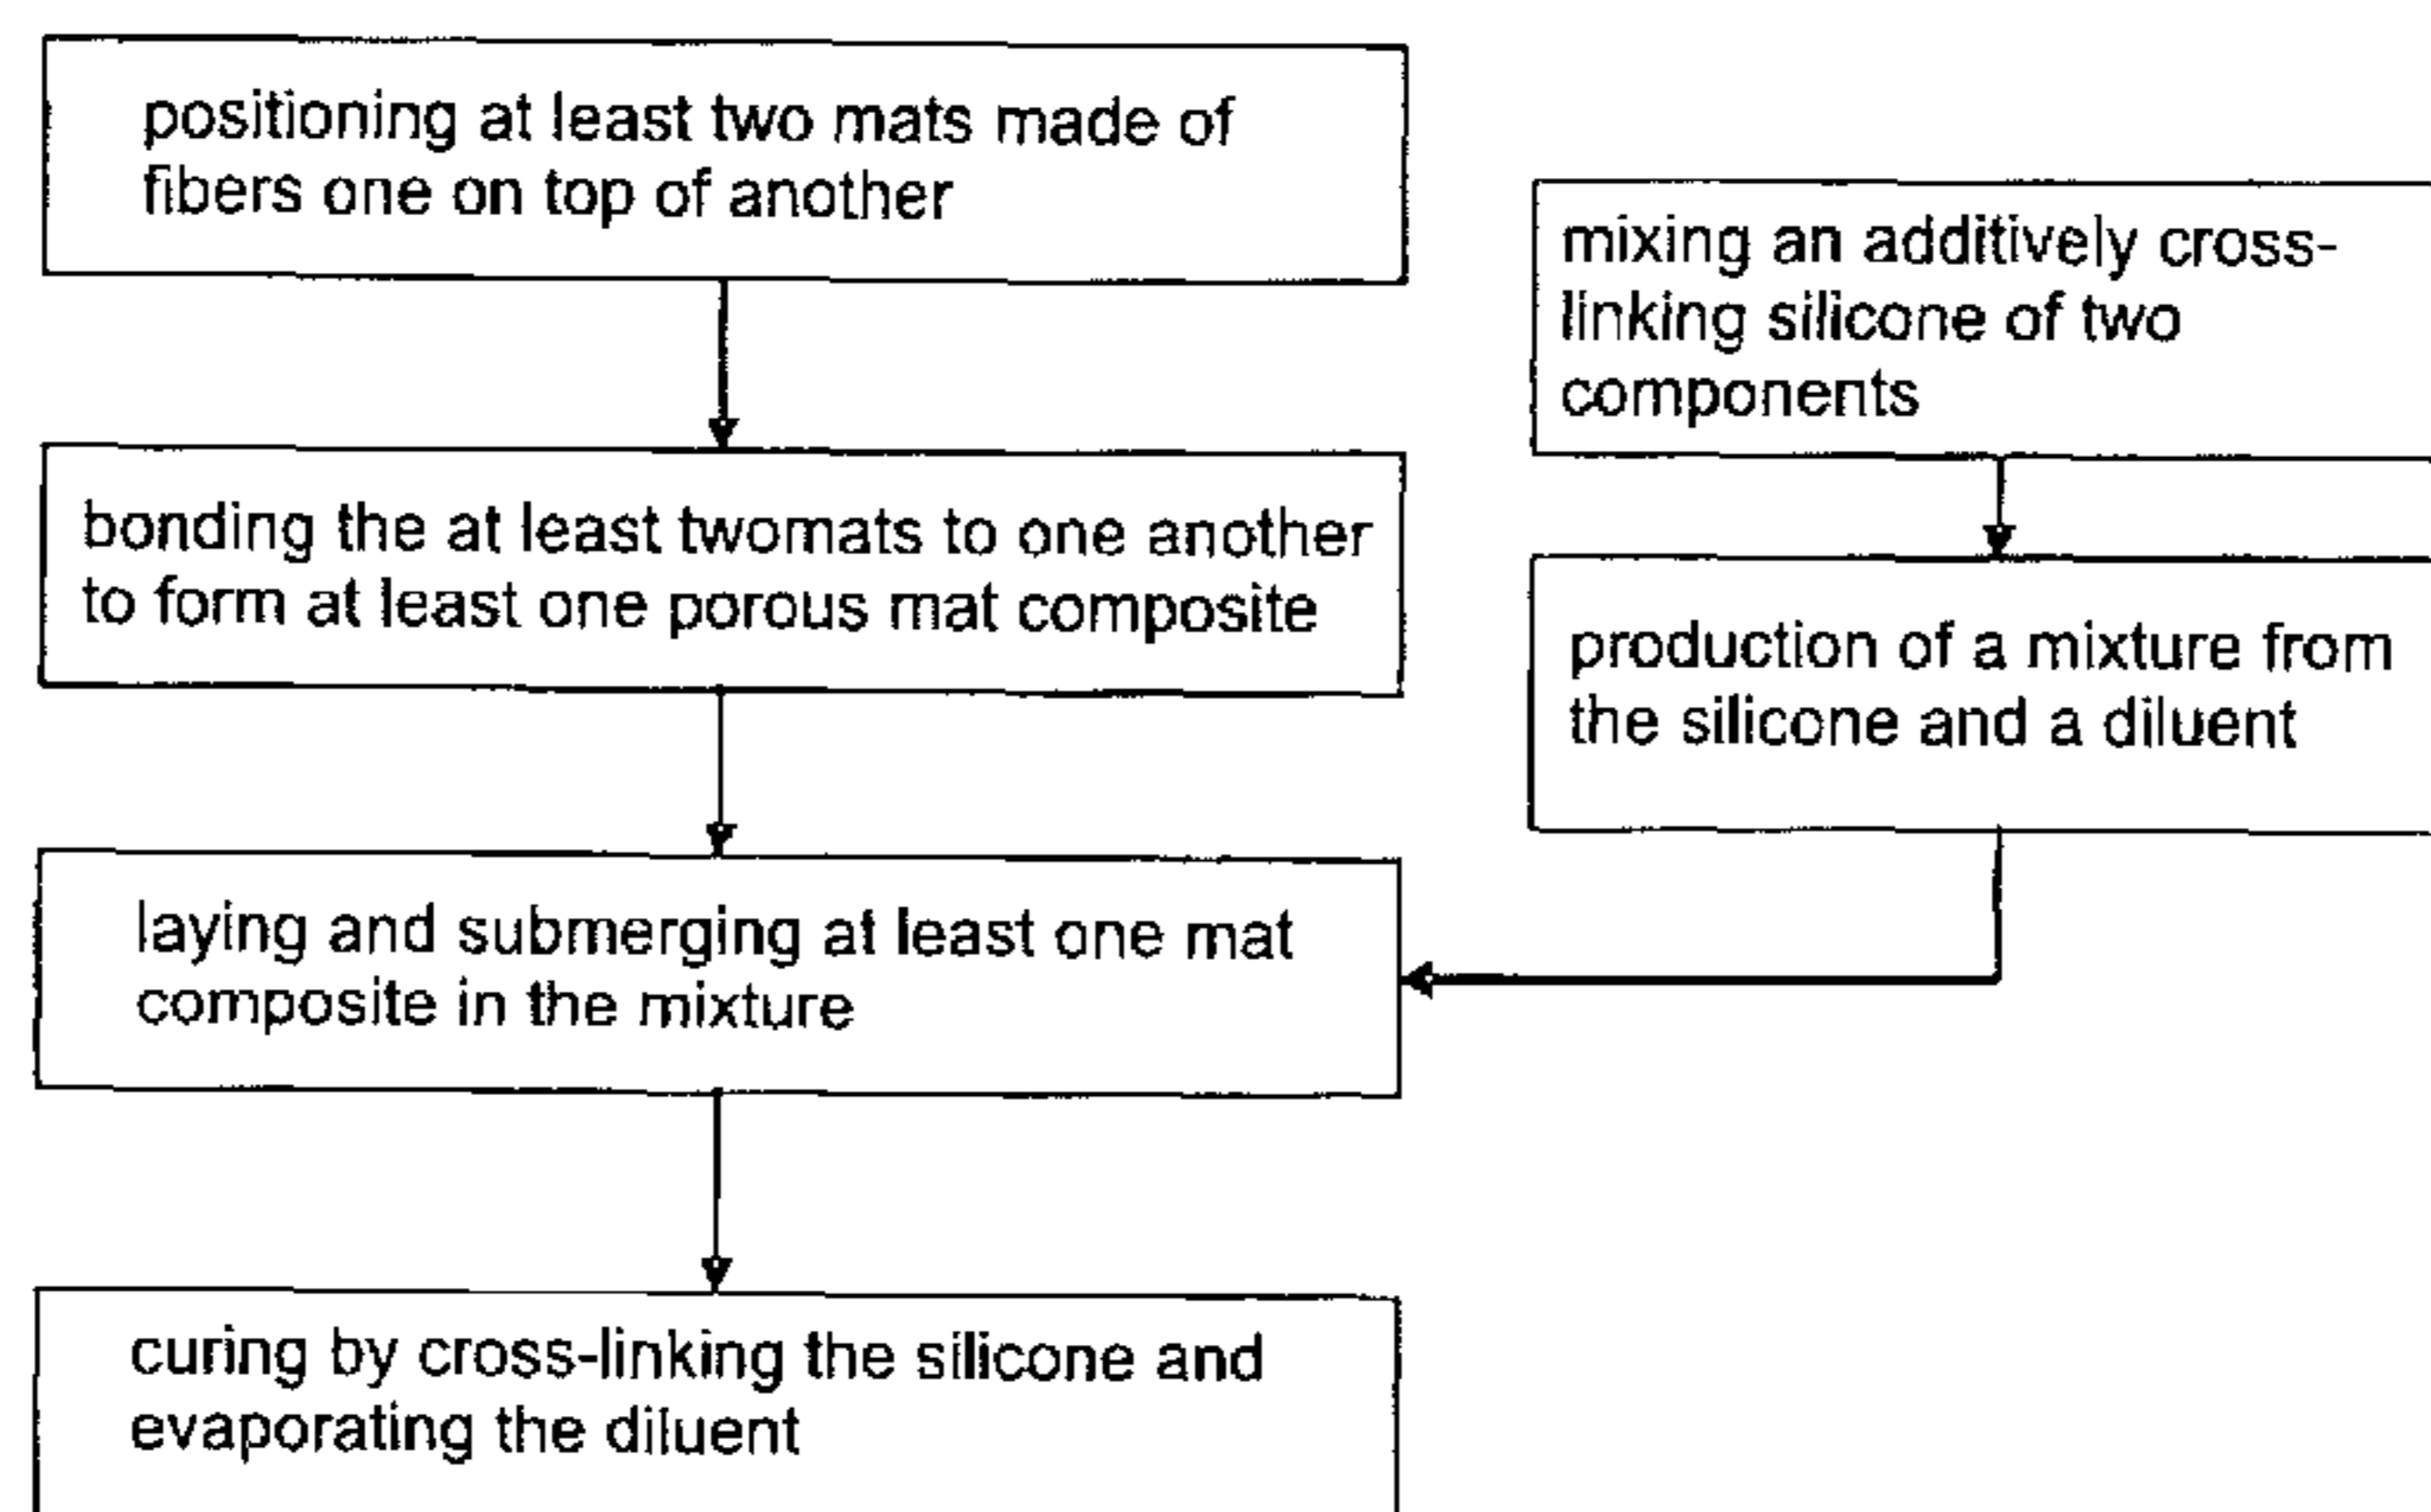 positioning at least two mats made of
fibers one on top of another
bonding the at least twomats to one another
to form at least one porous mat composite
laying and submerging at least one mat
composite in the mixture
curing by cross-linking the silicone and
evaporating the diluent
mixing an additively cross-
linking silicone of two
components
production of a mixture from
the silicone and a diluent